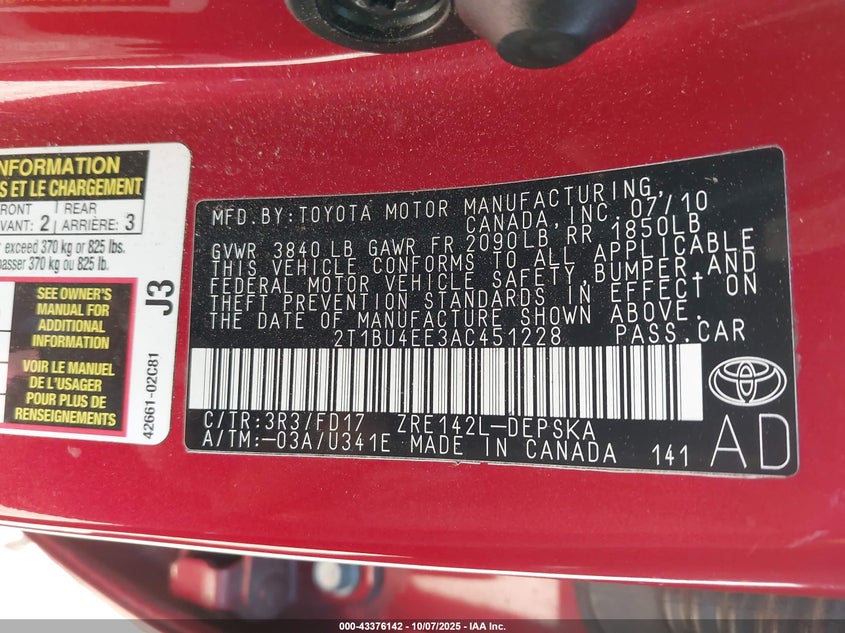 INFORMATION
S ET LE CHARGEMENT
FRONT
VANT: 2
REAR
ARRIÈRE: 3
exceed 370 kg or 825 lbs.
passer 370 kg ou 825 lb.
SEE OWNER'S
MANUAL FOR
ADDITIONAL
INFORMATION
VOIR LE MANUEL
DE L'USAGER
POUR PLUS DE
RENSEIGNEMENTS
J3
42661-02C81
MFD.BY:TOYOTA MOTOR MANUFACTURING,
CANADA,INC.07/10
GVWR 3840 LB GAWR FR 2090LB,RR 1850LB
THIS VEHICLE CONFORMS TO ALL APPLICABLE
FEDERAL MOTOR VEHICLE SAFETY,BUMPER,AND
THEFT PREVENTION STANDARDS IN EFFECT ON
THE DATE OF MANUFACTURE SHOWN ABOVE.
2T1BU4EE3AC451228 PASS.CAR
C/TR:3R3/FD17 ZRE142L-DEPSKA
A/TM:-03A/U341E MADE IN CANADA 141
AD
000-43376142 - 10/07/2025 - IAA Inc.